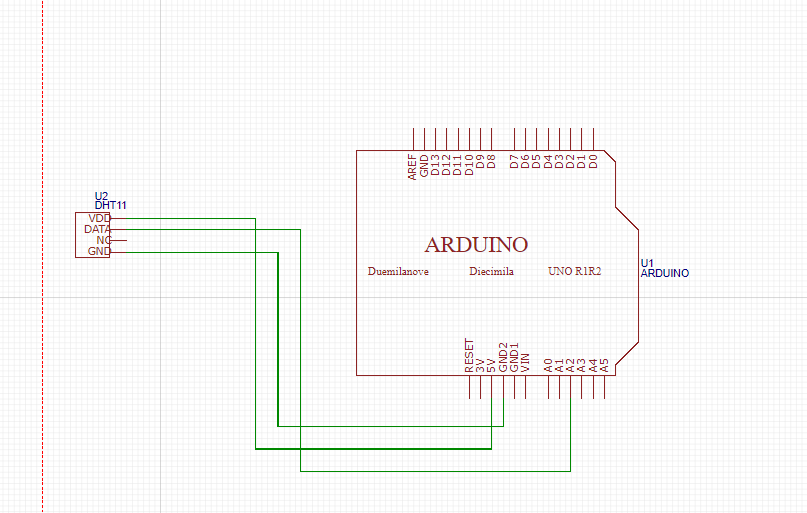 AREF
GND
D13
D12
D11
D10
D9
D8
D7
D6
D5
D4
D3
D2
D1
D0
U2
DHT11
VDD
DATA
NC
GND
ARDUINO
Duemilanove Diecimila UNO R1R2
U1
ARDUINO
RESET
3V
5V
GND2
GND1
VIN
A0
A1
A2
A3
A4
A5